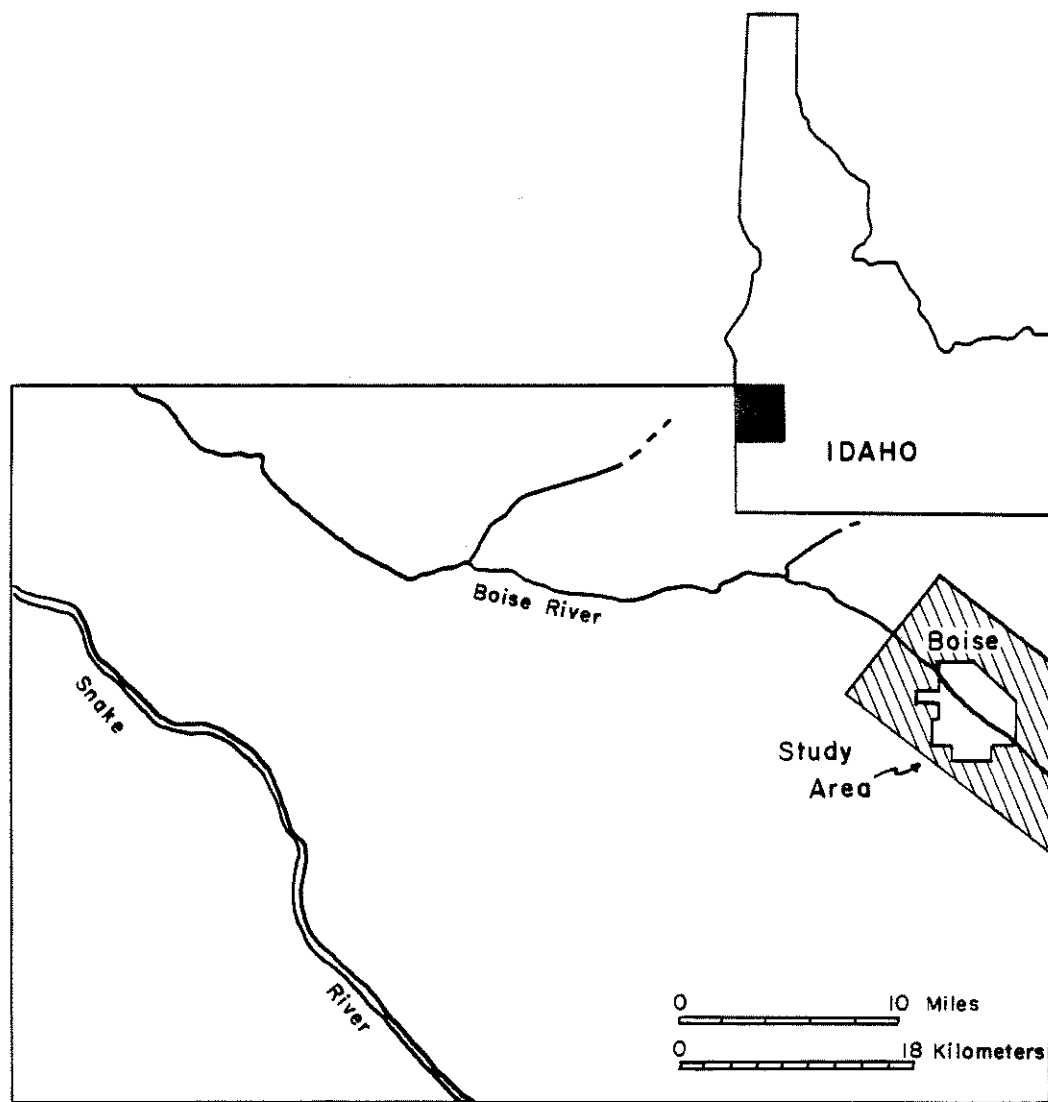 IDAHO
Boise River
Boise
Snake
River
Study
Area
0 10 Miles
0 18 Kilometers